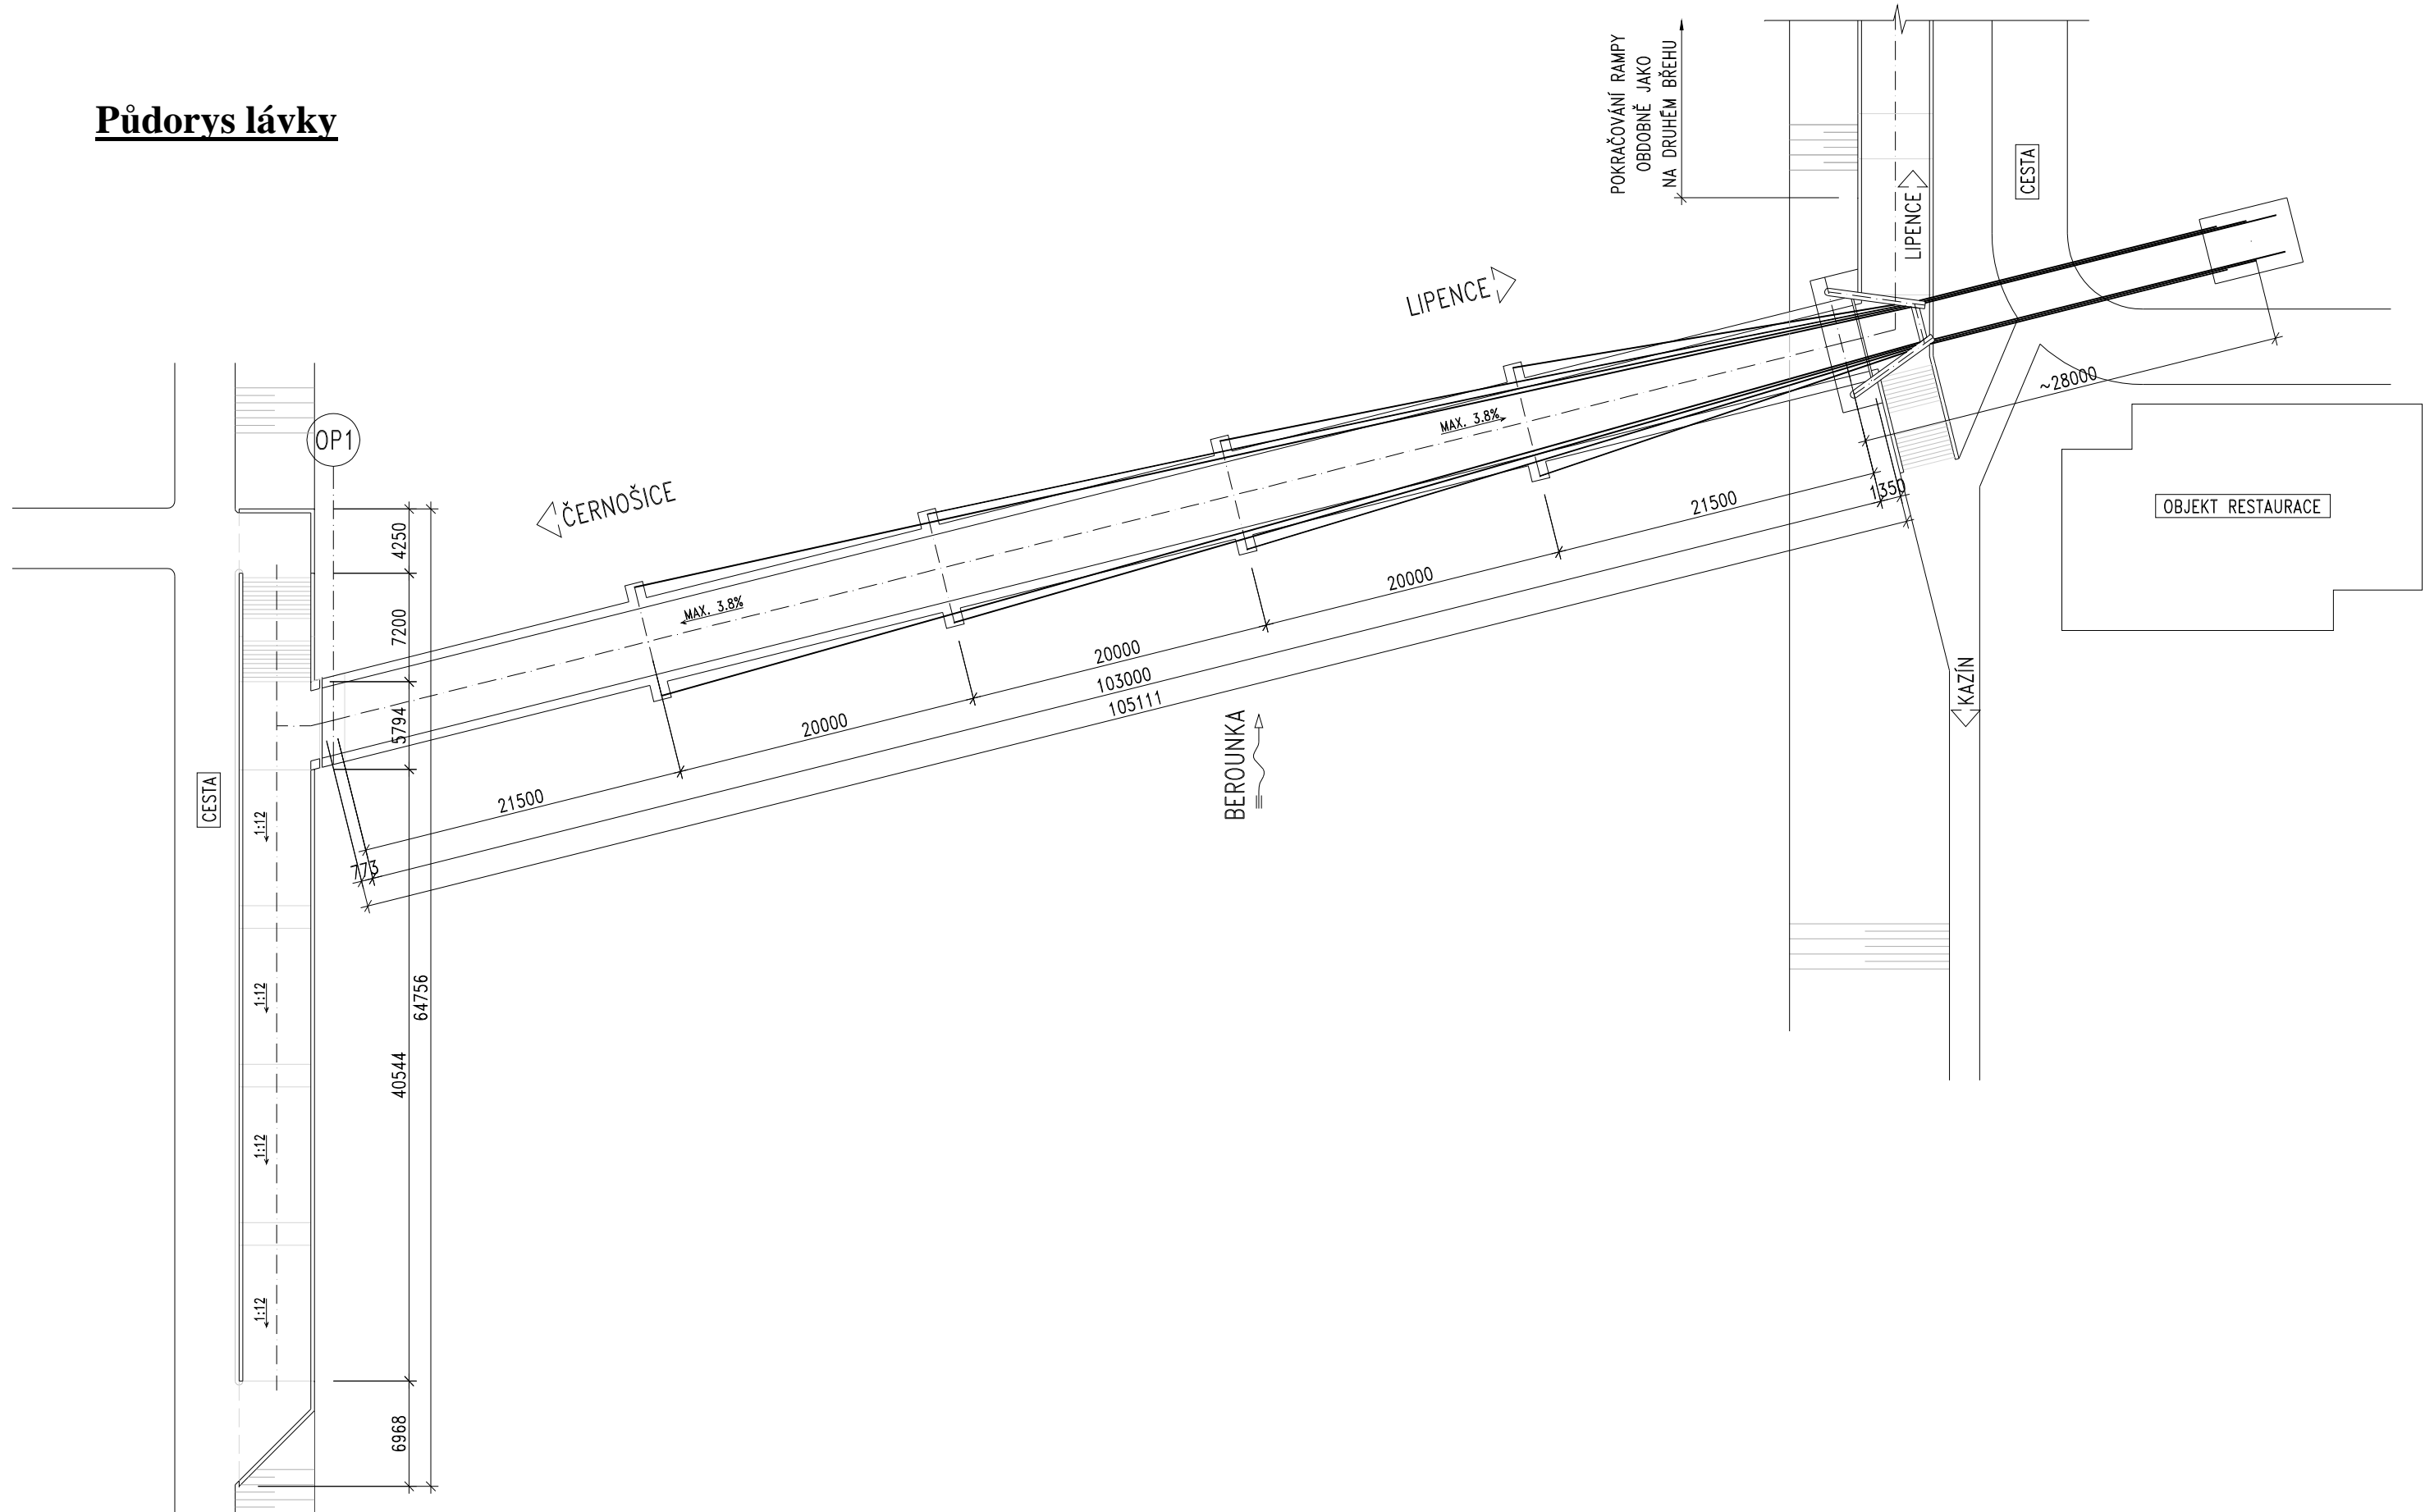 Půdorys lávky
POKRAČOVÁNÍ RAMPY
OBDOBNĚ JAKO
NA DRUHÉM BŘEHU
CESTA
LIPENCE
LIPENCE
~28000
OP1
ČERNOŠICE
MAX. 3.8%
MAX. 3.8%
OBJEKT RESTAURACE
4250
7200
5794
21500
20000
20000
20000
21500
1350
103000
105111
773
KAZÍN
BEROUNKA
CESTA
1:12
1:12
1:12
1:12
64756
40544
6968